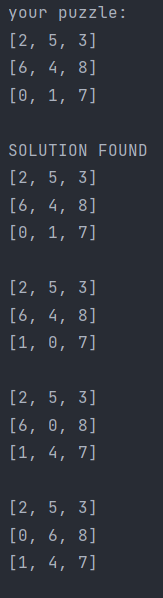 your puzzle:
[2, 5, 3]
[6, 4, 8]
[0, 1, 7]
SOLUTION FOUND
[2, 5, 3]
[6, 4, 8]
[0, 1, 7]
[2, 5, 3]
[6, 4, 8]
[1, 0, 7]
[2, 5, 3]
[6, 0, 8]
[1, 4, 7]
[2, 5, 3]
[0, 6, 8]
[1, 4, 7]